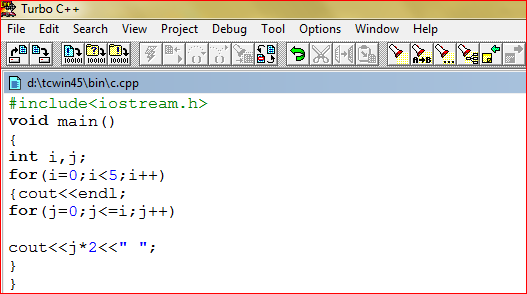 Turbo C++
File Edit Search View Project Debug Tool Options Window Help
d:\tcwin45\bin\c.cpp
#include<iostream.h>
void main()
{
int i,j;
for(i=0;i<5;i++)
{cout<<endl;
for(j=0;j<=i;j++)
cout<<j*2<<" ";
}
}